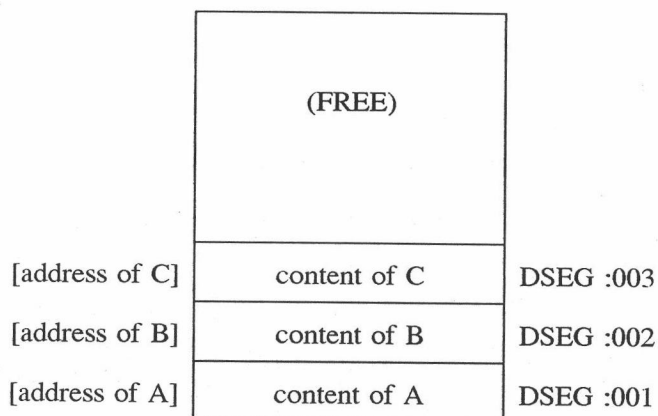 (FREE)
[address of C] content of C DSEG :003
[address of B] content of B DSEG :002
[address of A] content of A DSEG :001